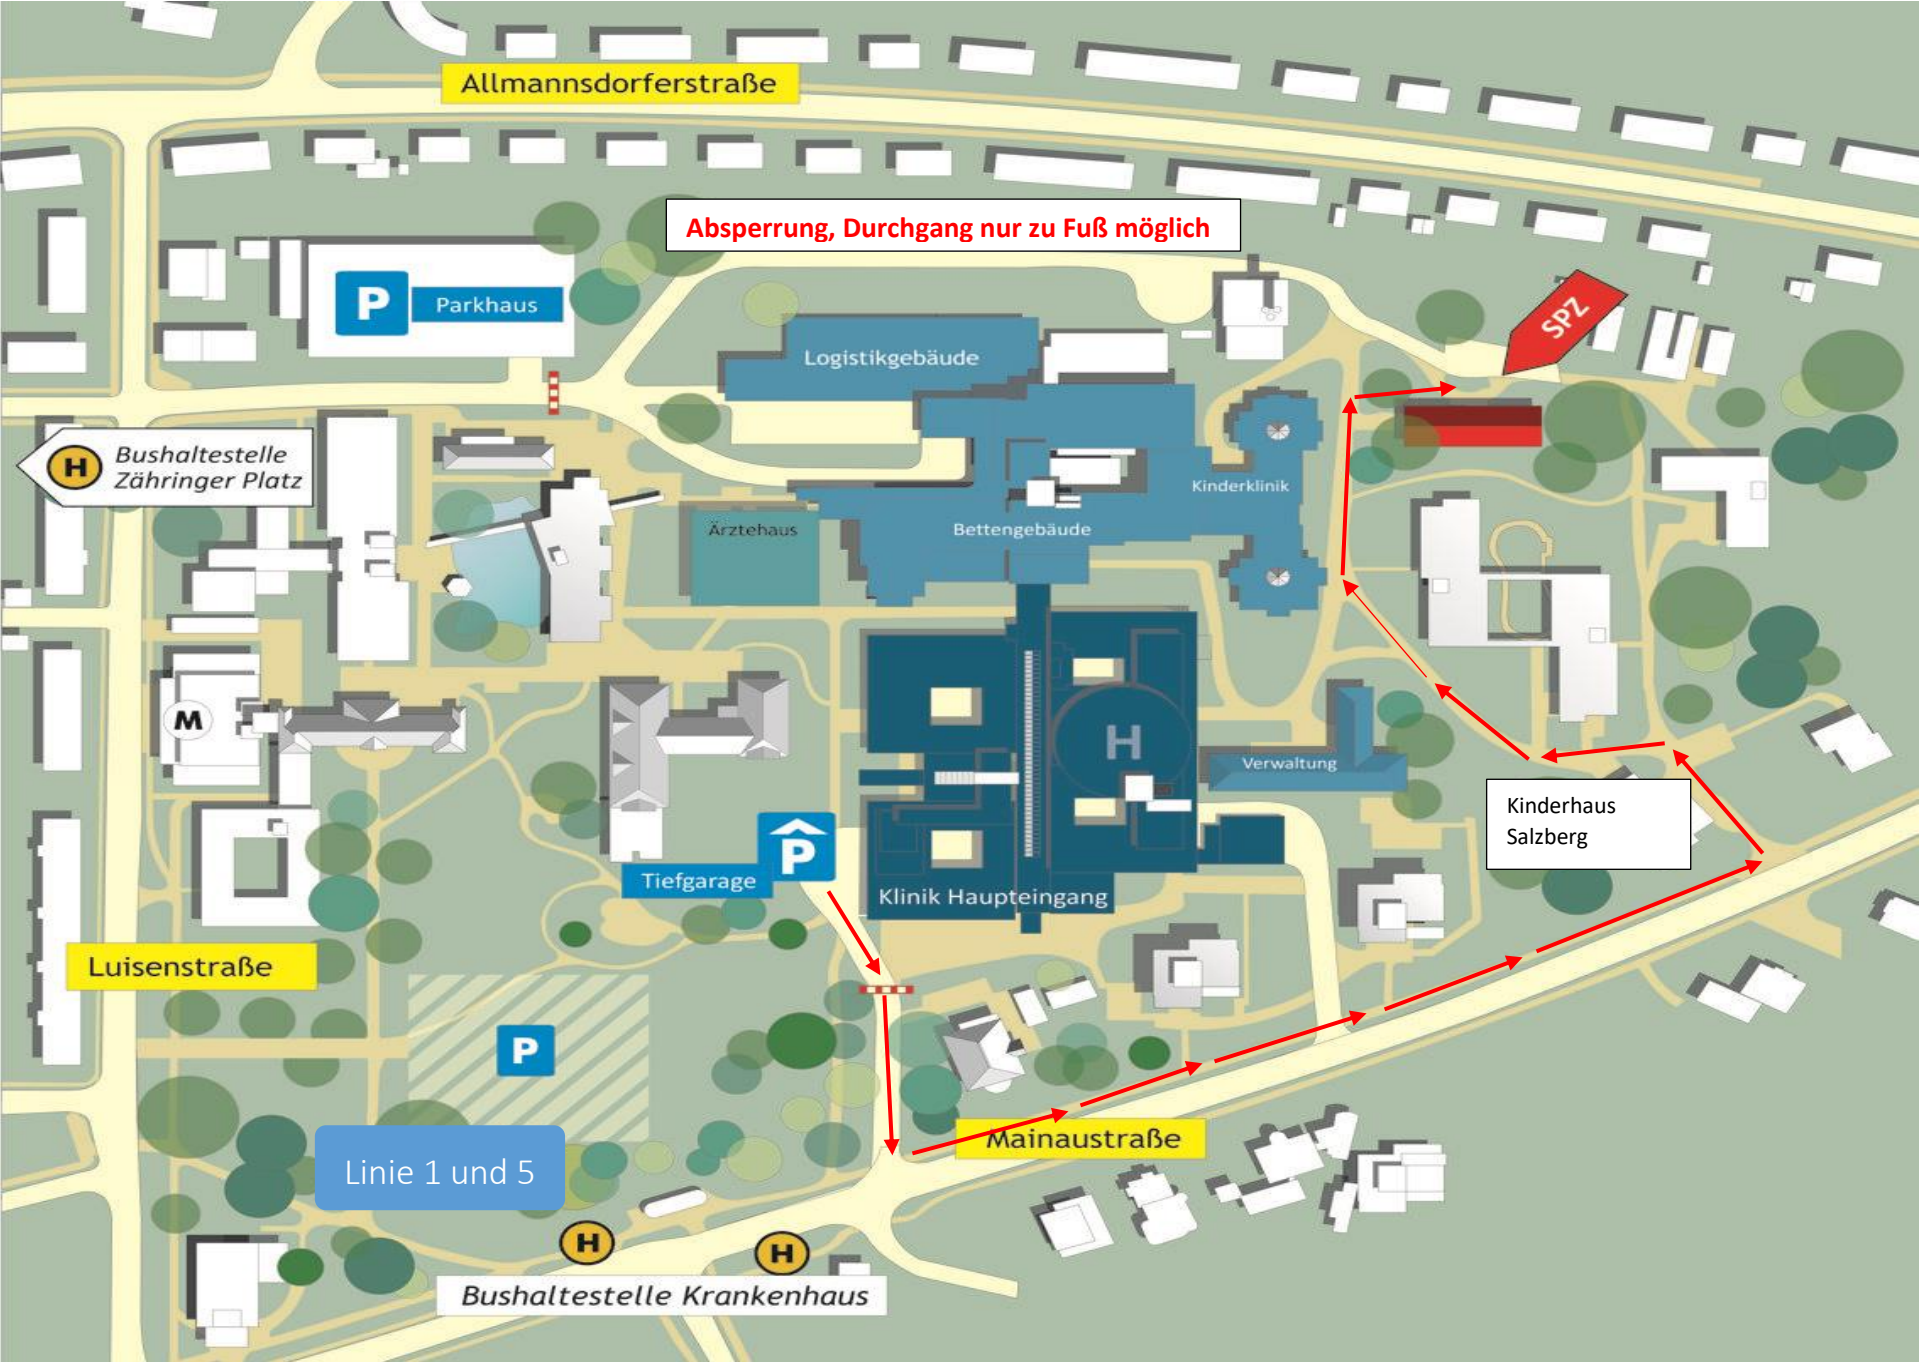 Allmannsdorferstraße
Absperrung, Durchgang nur zu Fuß möglich
P
Parkhaus
SPZ
Logistikgebäude
H
Bushaltestelle
Zähringer Platz
Kinderklinik
Ärztehaus
Bettengebäude
M
H
Verwaltung
Kinderhaus
Salzberg
P
Tiefgarage
Klinik Haupteingang
Luisenstraße
P
Mainaustraße
Linie 1 und 5
H
H
Bushaltestelle Krankenhaus